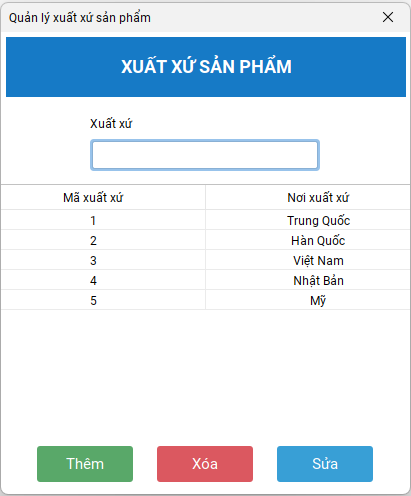 Quản lý xuất xứ sản phẩm
XUẤT XỨ SẢN PHẨM
Xuất xứ
Mã xuất xứ Nơi xuất xứ
1 Trung Quốc
2 Hàn Quốc
3 Việt Nam
4 Nhật Bản
5 Mỹ
Thêm Xóa Sửa